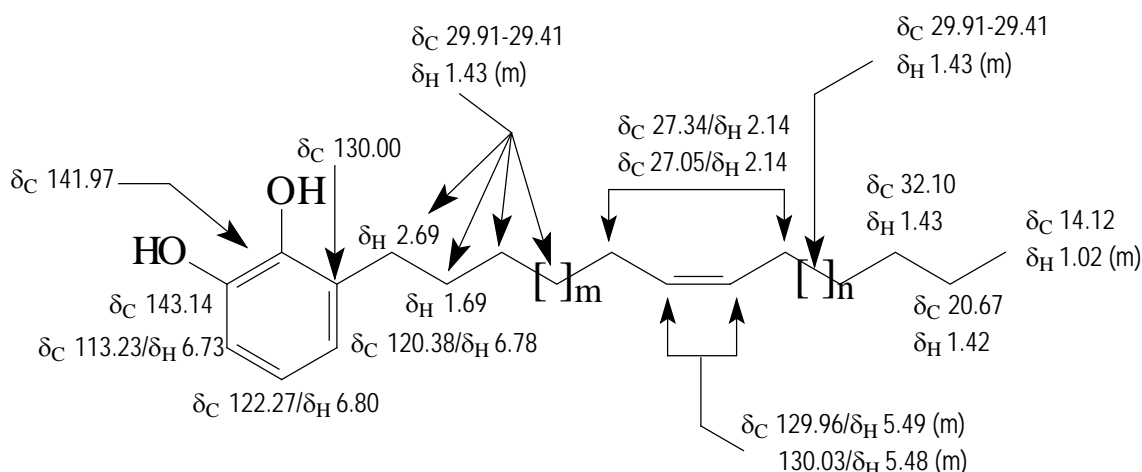 δC 29.91-29.41
δH 1.43 (m)
δC 29.91-29.41
δH 1.43 (m)
δC 27.34/δH 2.14
δC 27.05/δH 2.14
δC 130.00
δC 141.97
OH
HO
δH 2.69
δC 32.10
δH 1.43
δC 14.12
δH 1.02 (m)
[ ]m
[ ]n
δC 143.14
δH 1.69
δC 20.67
δH 1.42
δC 113.23/δH 6.73
δC 120.38/δH 6.78
δC 122.27/δH 6.80
δC 129.96/δH 5.49 (m)
130.03/δH 5.48 (m)